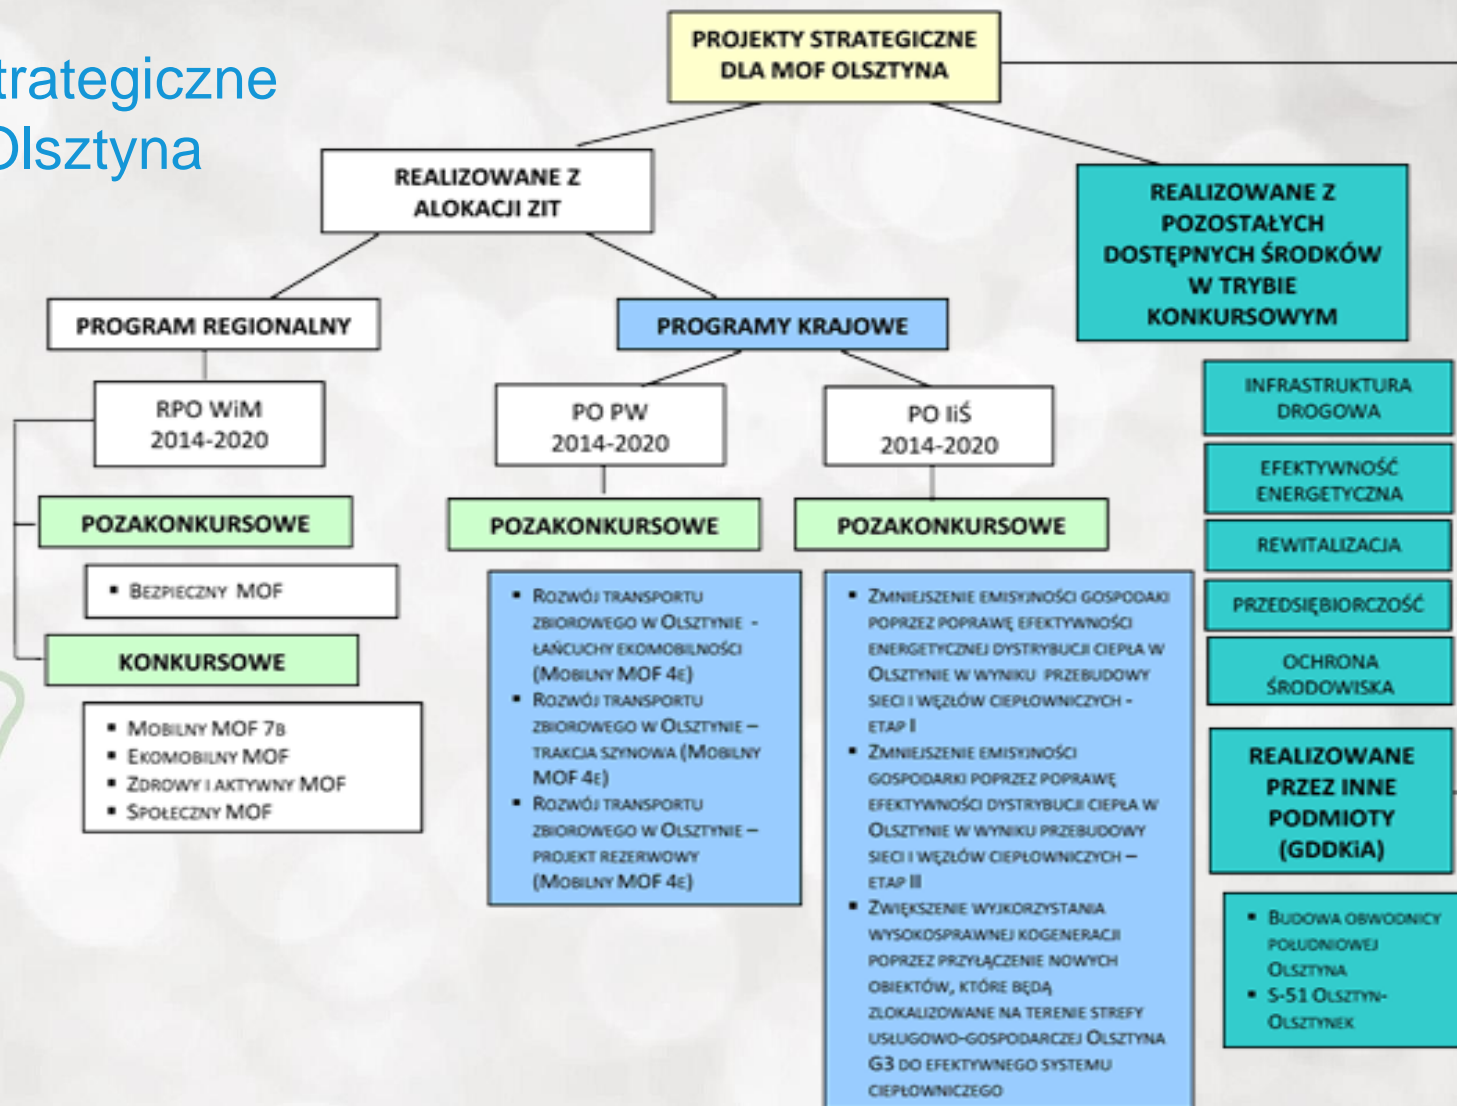 trategiczne
Olsztyna
PROJEKTY STRATEGICZNE
DLA MOF OLSZTYNA
REALIZOWANE Z
ALOKACJI ZIT
REALIZOWANE Z
POZOSTAŁYCH
DOSTĘPNYCH ŚRODKÓW
W TRYBIE
KONKURSOWYM
PROGRAM REGIONALNY
PROGRAMY KRAJOWE
RPO WiM
2014-2020
PO PW
2014-2020
PO IiŚ
2014-2020
POZAKONKURSOWE
▪ BEZPIECZNY MOF
KONKURSOWE
▪ MOBILNY MOF 7B
▪ EKOMOBILNY MOF
▪ ZDROWY I AKTYWNY MOF
▪ SPOŁECZNY MOF
POZAKONKURSOWE
▪ ROZWÓJ TRANSPORTU
ZBIOROWEGO W OLSZTYNIE -
ŁAŃCUCHY EKOMOBILNOŚCI
(MOBILNY MOF 4E)
▪ ROZWÓJ TRANSPORTU
ZBIOROWEGO W OLSZTYNIE –
TRAKCJA SZYNOWA (MOBILNY
MOF 4E)
▪ ROZWÓJ TRANSPORTU
ZBIOROWEGO W OLSZTYNIE –
PROJEKT REZERWOWY
(MOBILNY MOF 4E)
POZAKONKURSOWE
▪ ZMNIEJSZENIE EMISYJNOŚCI GOSPODAKI
POPRZEZ POPRAWĘ EFEKTYWNOŚCI
ENERGETYCZNEJ DYSTRYBUCJI CIEPŁA W
OLSZTYNIE W WYNIKU PRZEBUDOWY
SIECI I WĘZŁÓW CIEPŁOWNICZYCH -
ETAP I
▪ ZMNIEJSZENIE EMISYJNOŚCI
GOSPODARKI POPRZEZ POPRAWĘ
EFEKTYWNOŚCI DYSTRYBUCJI CIEPŁA W
OLSZTYNIE W WYNIKU PRZEBUDOWY
SIECI I WĘZŁÓW CIEPŁOWNICZYCH –
ETAP II
▪ ZWIĘKSZENIE WYJKORZYSTANIA
WYSOKOSPRAWNEJ KOGENERACJI
POPRZEZ PRZYŁĄCZENIE NOWYCH
OBIEKTÓW, KTÓRE BĘDĄ
ZLOKALIZOWANE NA TERENIE STREFY
USŁUGOWO-GOSPODARCZEJ OLSZTYNA
G3 DO EFEKTYWNEGO SYSTEMU
CIEPŁOWNICZEGO
INFRASTRUKTURA
DROGOWA
EFEKTYWNOŚĆ
ENERGETYCZNA
REWITALIZACJA
PRZEDSIĘBIORCZOŚĆ
OCHRONA
ŚRODOWISKA
REALIZOWANE
PRZEZ INNE
PODMIOTY
(GDDKiA)
▪ BUDOWA OBWODNICY
POŁUDNIOWEJ
OLSZTYNA
▪ S-51 OLSZTYN-
OLSZTYNEK